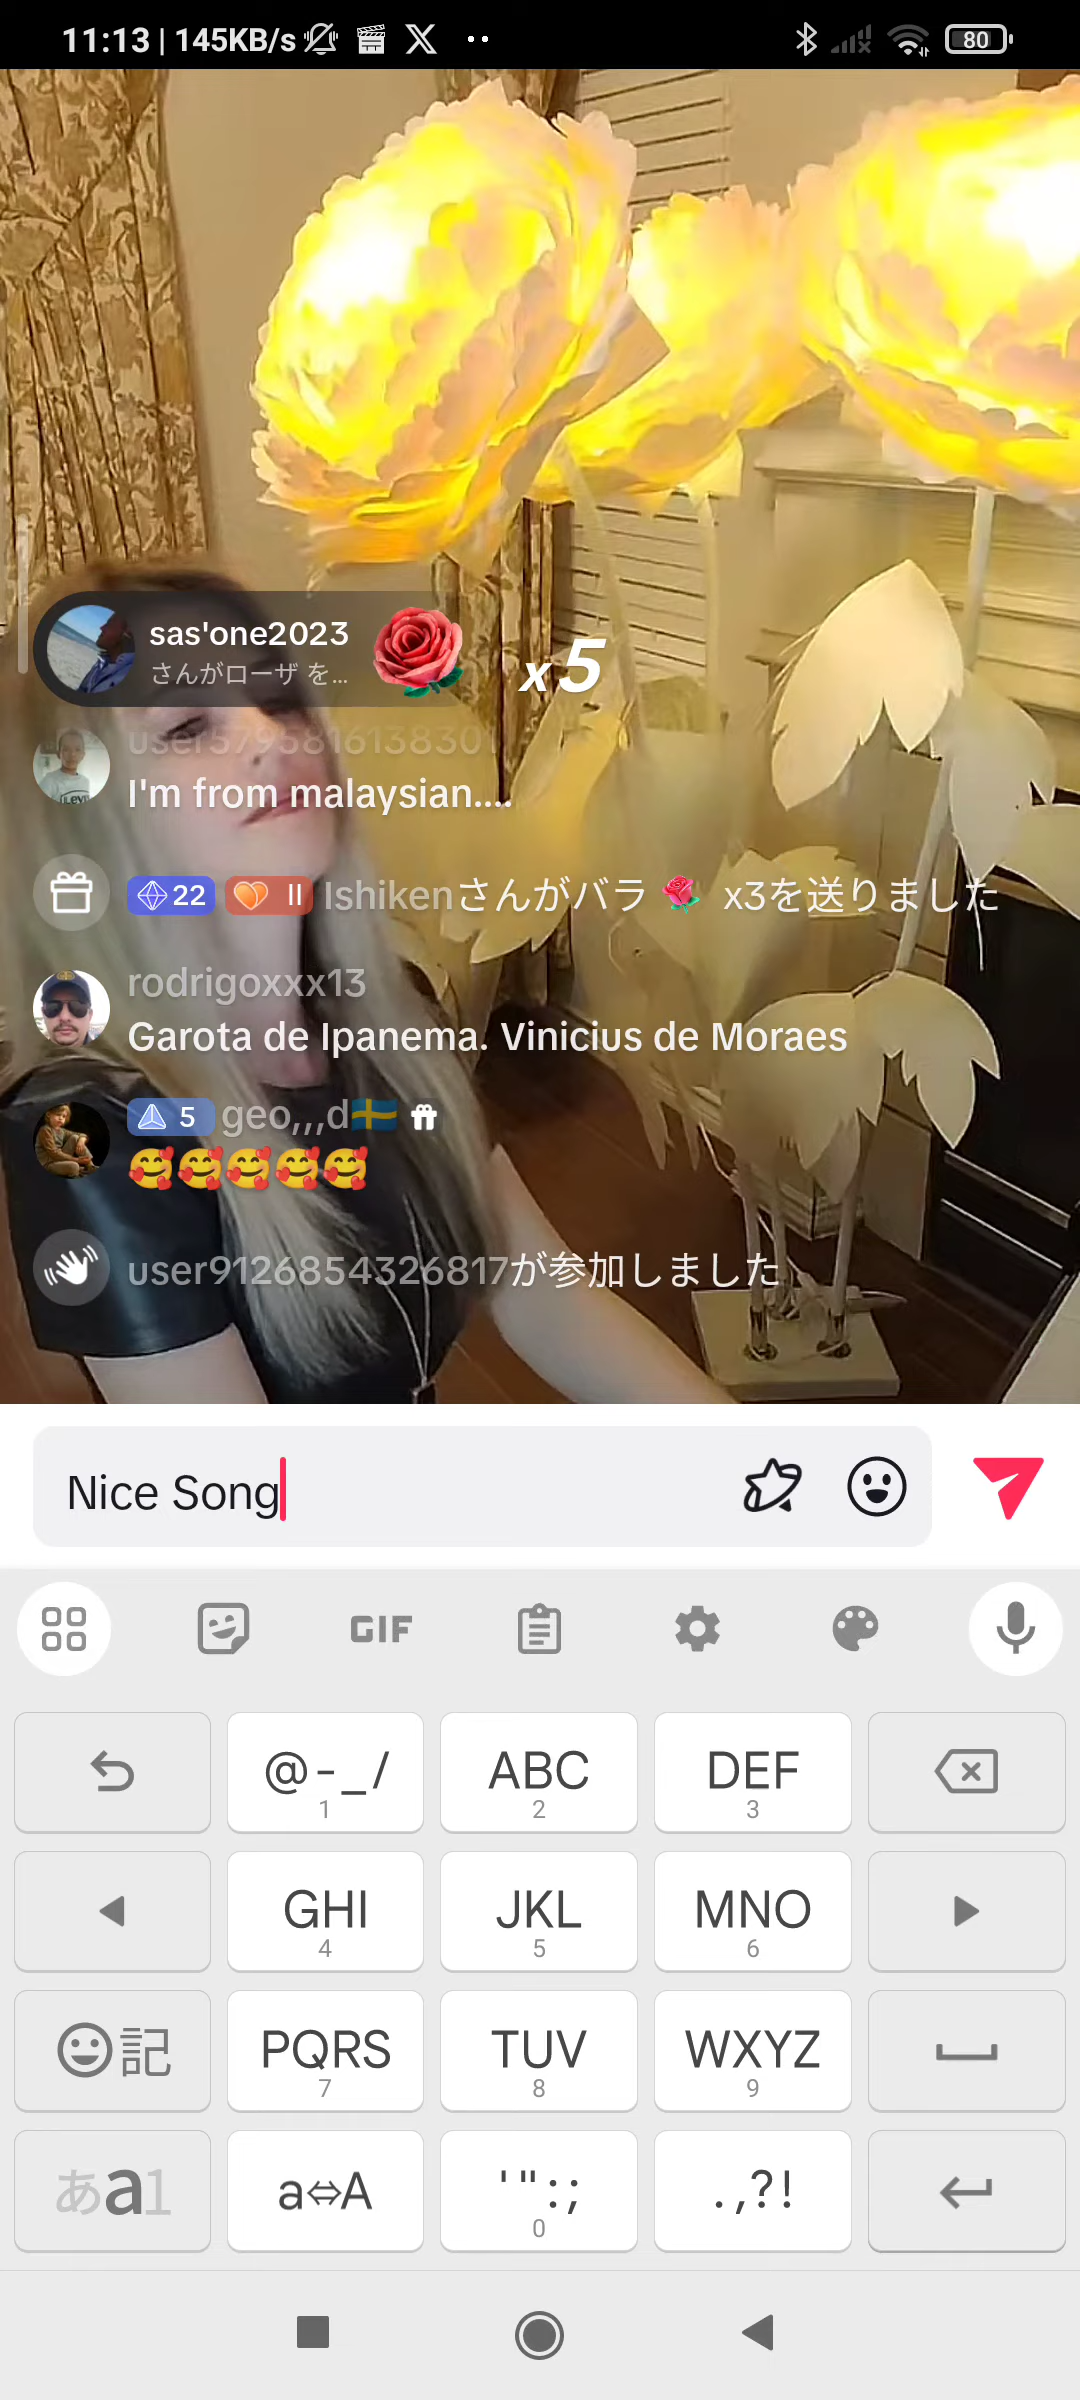 11:13 | 145KB/s
80
sas'one2023
さんがローザ を...
x5
user5795816138301
I'm from malaysian....
22 II Ishikenさんがバラ x3を送りました
rodrigoxxx13
Garota de Ipanema. Vinicius de Moraes
5 geo,,,d
user9126854326817が参加しました
Nice Song
GIF
@-_/ ABC DEF
1 2 3
GHI JKL MNO
4 5 6
記 PQRS TUV WXYZ
7 8 9
あa1 a⇔A '":; .,?!
0